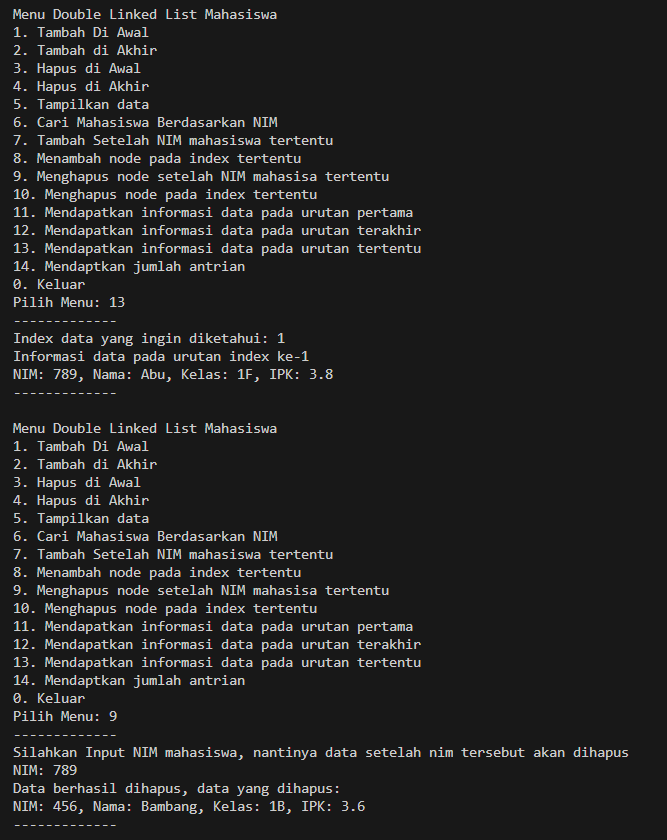 Menu Double Linked List Mahasiswa
1. Tambah Di Awal
2. Tambah di Akhir
3. Hapus di Awal
4. Hapus di Akhir
5. Tampilkan data
6. Cari Mahasiswa Berdasarkan NIM
7. Tambah Setelah NIM mahasiswa tertentu
8. Menambah node pada index tertentu
9. Menghapus node setelah NIM mahasisa tertentu
10. Menghapus node pada index tertentu
11. Mendapatkan informasi data pada urutan pertama
12. Mendapatkan informasi data pada urutan terakhir
13. Mendapatkan informasi data pada urutan tertentu
14. Mendaptkan jumlah antrian
0. Keluar
Pilih Menu: 13
-------------
Index data yang ingin diketahui: 1
Informasi data pada urutan index ke-1
NIM: 789, Nama: Abu, Kelas: 1F, IPK: 3.8
-------------
Menu Double Linked List Mahasiswa
1. Tambah Di Awal
2. Tambah di Akhir
3. Hapus di Awal
4. Hapus di Akhir
5. Tampilkan data
6. Cari Mahasiswa Berdasarkan NIM
7. Tambah Setelah NIM mahasiswa tertentu
8. Menambah node pada index tertentu
9. Menghapus node setelah NIM mahasisa tertentu
10. Menghapus node pada index tertentu
11. Mendapatkan informasi data pada urutan pertama
12. Mendapatkan informasi data pada urutan terakhir
13. Mendapatkan informasi data pada urutan tertentu
14. Mendaptkan jumlah antrian
0. Keluar
Pilih Menu: 9
-------------
Silahkan Input NIM mahasiswa, nantinya data setelah nim tersebut akan dihapus
NIM: 789
Data berhasil dihapus, data yang dihapus:
NIM: 456, Nama: Bambang, Kelas: 1B, IPK: 3.6
-------------